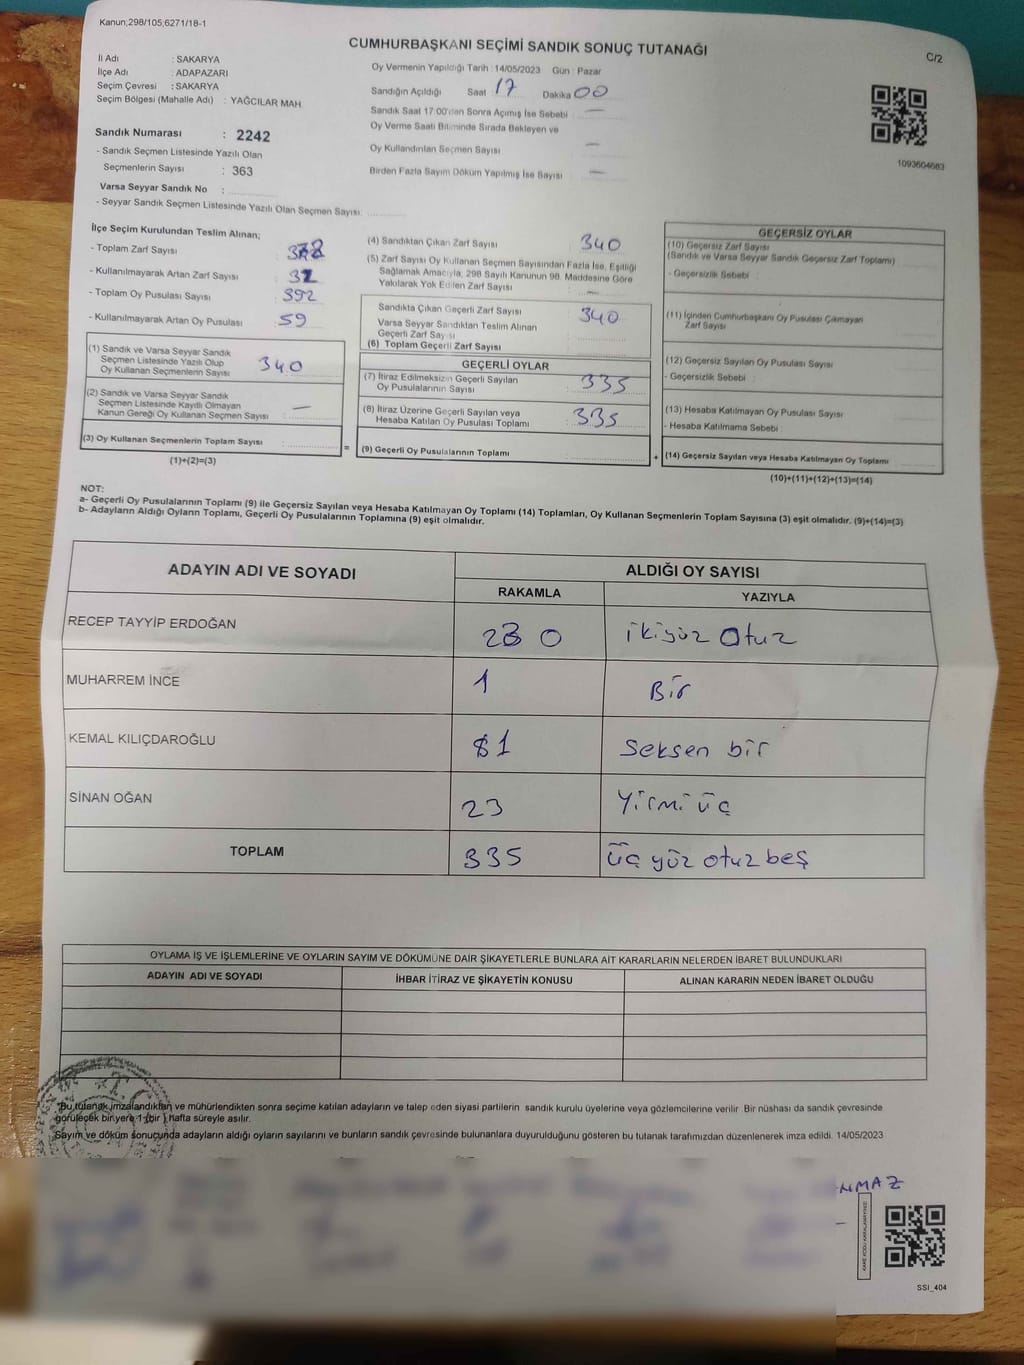 Kanun;298/105;6271/18-1
CUMHURBAŞKANI SEÇİMİ SANDIK SONUÇ TUTANAĞI
C/2
İl Adı : SAKARYA
İlçe Adı : ADAPAZARI
Seçim Çevresi : SAKARYA
Seçim Bölgesi (Mahalle Adı) : YAĞCILAR MAH.
Sandık Numarası : 2242
- Sandık Seçmen Listesinde Yazılı Olan
Seçmenlerin Sayısı : 363
Varsa Seyyar Sandık No :
- Seyyar Sandık Seçmen Listesinde Yazılı Olan Seçmen Sayısı:
Oy Vermenin Yapıldığı Tarih :14/05/2023 Gün : Pazar
Sandığın Açıldığı Saat 17 Dakika 00
Sandık Saat 17:00'den Sonra Açımış İse Sebebi : —
Oy Verme Saati Bitiminde Sırada Bekleyen ve
Oy Kullandırılan Seçmen Sayısı : —
Birden Fazla Sayım Döküm Yapılmış İse Sayısı : —
1093604663
İlçe Seçim Kurulundan Teslim Alınan;
- Toplam Zarf Sayısı :
- Kullanılmayarak Artan Zarf Sayısı :
- Toplam Oy Pusulası Sayısı : 392
- Kullanılmayarak Artan Oy Pusulası : 59
(1) Sandık ve Varsa Seyyar Sandık
Seçmen Listesinde Yazılı Olup
Oy Kullanan Seçmenlerin Sayısı : 340
(2) Sandık ve Varsa Seyyar Sandık
Seçmen Listesinde Kayıtlı Olmayan
Kanun Gereği Oy Kullanan Seçmen Sayısı : —
(3) Oy Kullanan Seçmenlerin Toplam Sayısı :
(1)+(2)=(3)
=
(4) Sandıktan Çıkan Zarf Sayısı : 340
(5) Zarf Sayısı Oy Kullanan Seçmen Sayısından Fazla İse, Eşitliği
Sağlamak Amacıyla, 298 Sayılı Kanunun 98. Maddesine Göre
Yakılarak Yok Edilen Zarf Sayısı : —
Sandıkta Çıkan Geçerli Zarf Sayısı : 340
Varsa Seyyar Sandıktan Teslim Alınan
Geçerli Zarf Sayısı
(6) Toplam Geçerli Zarf Sayısı
GEÇERLİ OYLAR
(7) İtiraz Edilmeksizin Geçerli Sayılan
Oy Pusulalarının Sayısı : 335
(8) İtiraz Üzerine Geçerli Sayılan veya
Hesaba Katılan Oy Pusulası Toplamı : 335
(9) Geçerli Oy Pusulalarının Toplamı :
+
GEÇERSİZ OYLAR
(10) Geçersiz Zarf Sayısı
(Sandık ve Varsa Seyyar Sandık Geçersiz Zarf Toplamı) :
- Geçersizlik Sebebi :
(11) İçinden Cumhurbaşkanı Oy Pusulası Çıkmayan
Zarf Sayısı
(12) Geçersiz Sayılan Oy Pusulası Sayısı :
- Geçersizlik Sebebi :
(13) Hesaba Katılmayan Oy Pusulası Sayısı :
- Hesaba Katılmama Sebebi :
(14) Geçersiz Sayılan veya Hesaba Katılmayan Oy Toplamı :
(10)+(11)+(12)+(13)=(14)
NOT:
a- Geçerli Oy Pusulalarının Toplamı (9) ile Geçersiz Sayılan veya Hesaba Katılmayan Oy Toplamı (14) Toplamları, Oy Kullanan Seçmenlerin Toplam Sayısına (3) eşit olmalıdır. (9)+(14)=(3)
b- Adayların Aldığı Oyların Toplamı, Geçerli Oy Pusulalarının Toplamına (9) eşit olmalıdır.
ADAYIN ADI VE SOYADI ALDIĞI OY SAYISI
RAKAMLA YAZIYLA
RECEP TAYYİP ERDOĞAN 230 ikiyüz Otuz
MUHARREM İNCE 1 Bir
KEMAL KILIÇDAROĞLU 81 Seksen bir
SİNAN OĞAN 23 Yirmi üç
TOPLAM 335 üç yüz otuz beş
OYLAMA İŞ VE İŞLEMLERİNE VE OYLARIN SAYIM VE DÖKÜMÜNE DAİR ŞİKAYETLERLE BUNLARA AİT KARARLARIN NELERDEN İBARET BULUNDUKLARI
ADAYIN ADI VE SOYADI İHBAR İTİRAZ VE ŞİKAYETİN KONUSU ALINAN KARARIN NEDEN İBARET OLDUĞU
"Bu tutanak imzalandıktan ve mühürlendikten sonra seçime katılan adayların ve talep eden siyasi partilerin sandık kurulu üyelerine veya gözlemcilerine verilir. Bir nüshası da sandık çevresinde
görülecek bir yere 1 (bir) hafta süreyle asılır.
Sayım ve döküm sonucunda adayların aldığı oyların sayılarını ve bunların sandık çevresinde bulunanlara duyurulduğunu gösteren bu tutanak tarafımızdan düzenlenerek imza edildi. 14/05/2023
NMAZ
SSİ_404